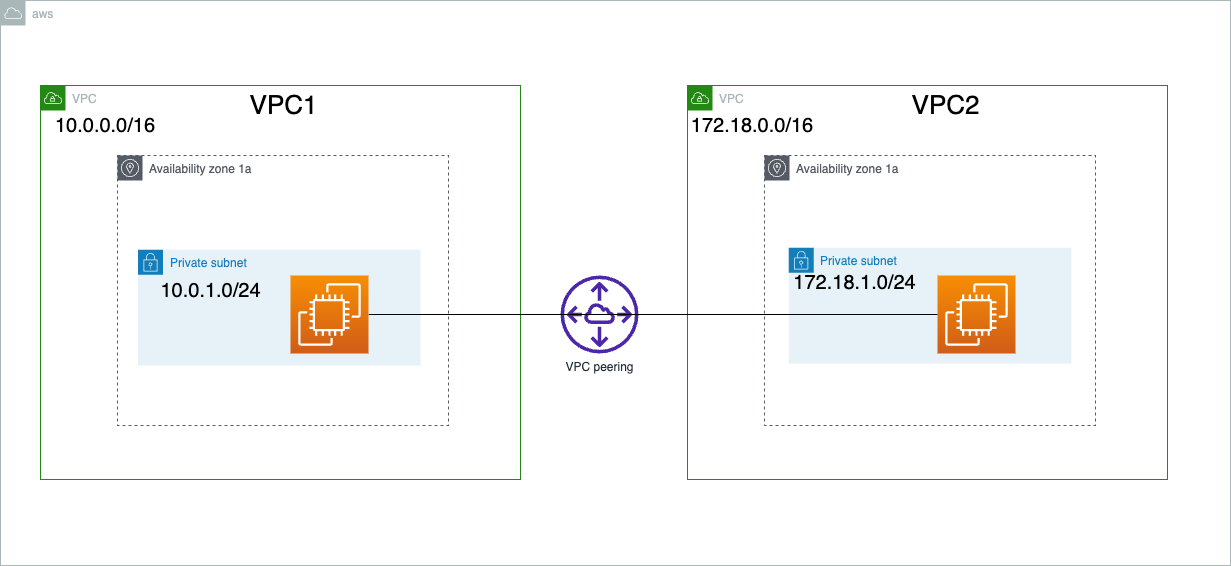 aws
VPC
VPC1
10.0.0.0/16
Availability zone 1a
Private subnet
10.0.1.0/24
VPC peering
VPC
VPC2
172.18.0.0/16
Availability zone 1a
Private subnet
172.18.1.0/24